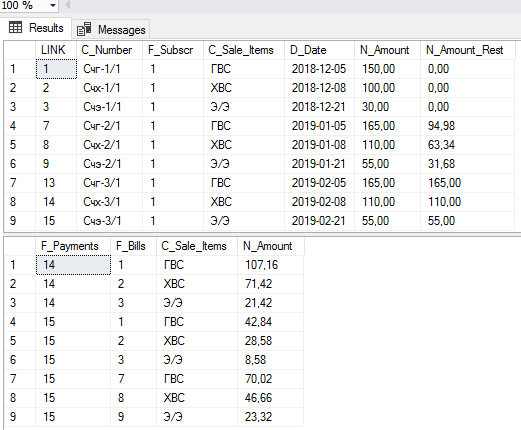 100 %
Results Messages
LINK C_Number F_Subscr C_Sale_Items D_Date N_Amount N_Amount_Rest
1 1 Счг-1/1 1 ГВС 2018-12-05 150,00 0,00
2 2 Счх-1/1 1 ХВС 2018-12-08 100,00 0,00
3 3 Счэ-1/1 1 Э/Э 2018-12-21 30,00 0,00
4 7 Счг-2/1 1 ГВС 2019-01-05 165,00 94,98
5 8 Счх-2/1 1 ХВС 2019-01-08 110,00 63,34
6 9 Счэ-2/1 1 Э/Э 2019-01-21 55,00 31,68
7 13 Счг-3/1 1 ГВС 2019-02-05 165,00 165,00
8 14 Счх-3/1 1 ХВС 2019-02-08 110,00 110,00
9 15 Счэ-3/1 1 Э/Э 2019-02-21 55,00 55,00
F_Payments F_Bills C_Sale_Items N_Amount
1 14 1 ГВС 107,16
2 14 2 ХВС 71,42
3 14 3 Э/Э 21,42
4 15 1 ГВС 42,84
5 15 2 ХВС 28,58
6 15 3 Э/Э 8,58
7 15 7 ГВС 70,02
8 15 8 ХВС 46,66
9 15 9 Э/Э 23,32